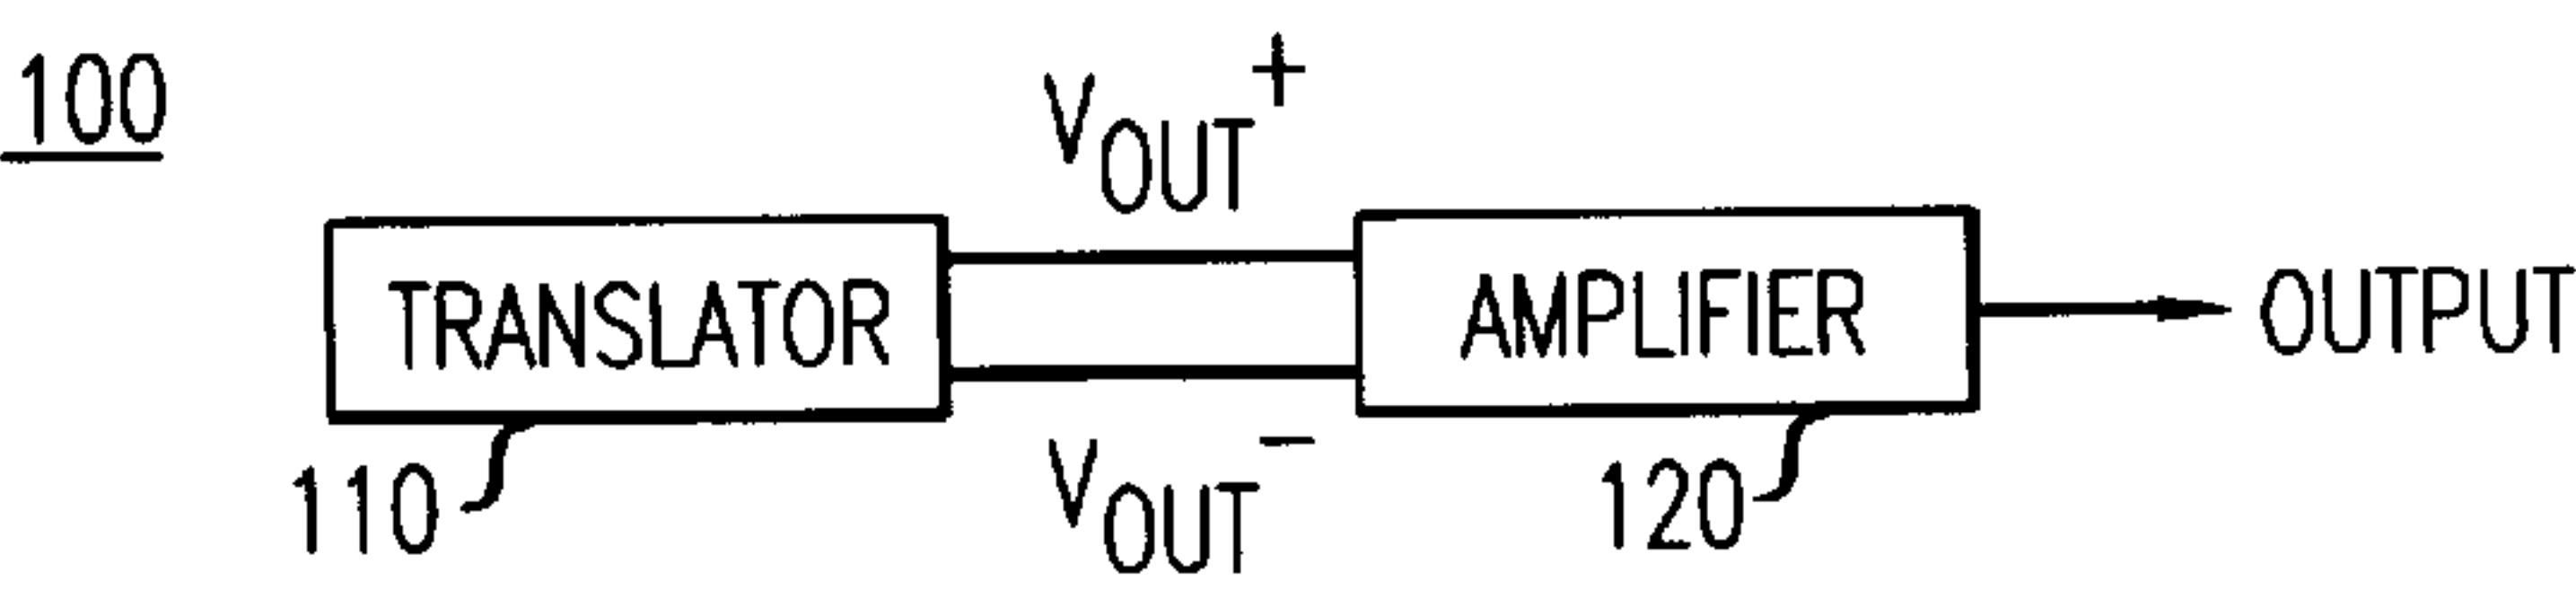 100
VOUT+
TRANSLATOR
AMPLIFIER
OUTPUT
VOUT-
110
120